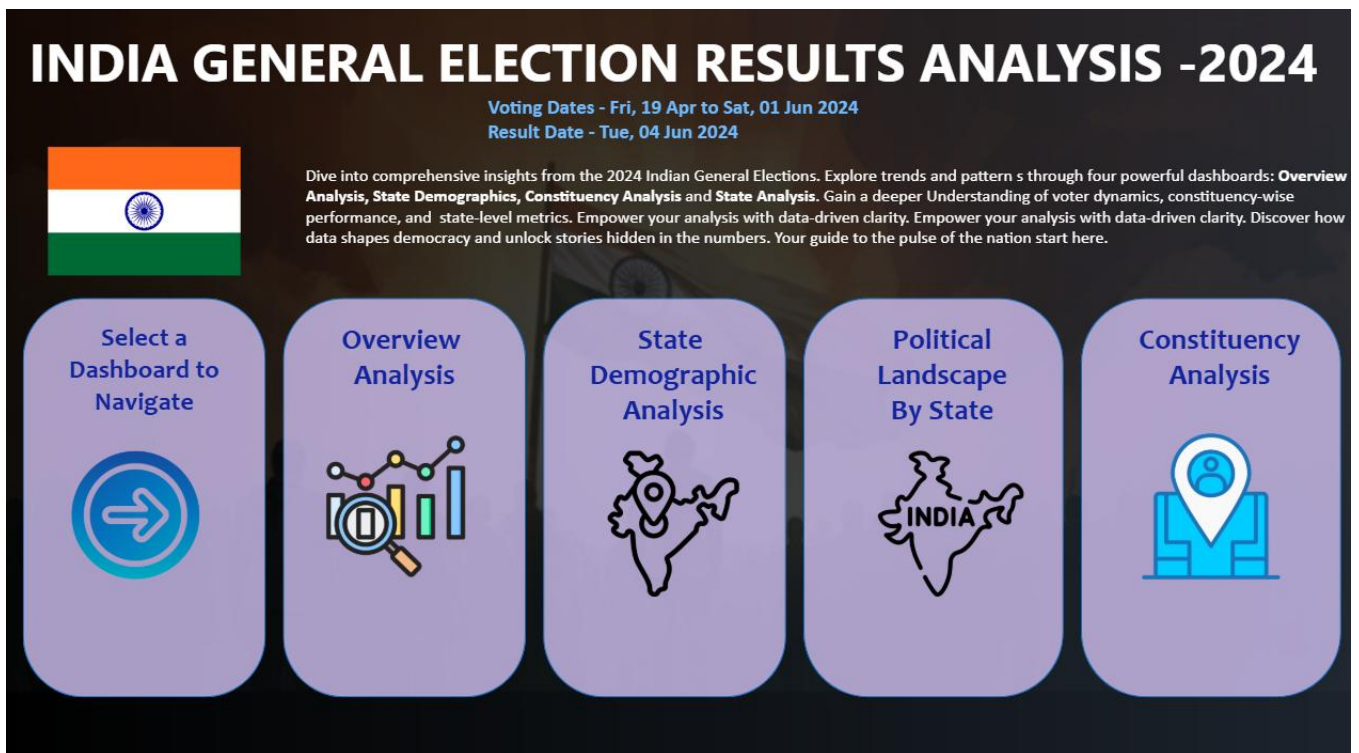 INDIA GENERAL ELECTION RESULTS ANALYSIS -2024
Voting Dates - Fri, 19 Apr to Sat, 01 Jun 2024
Result Date - Tue, 04 Jun 2024
Dive into comprehensive insights from the 2024 Indian General Elections. Explore trends and pattern s through four powerful dashboards: Overview
Analysis, State Demographics, Constituency Analysis and State Analysis. Gain a deeper Understanding of voter dynamics, constituency-wise
performance, and state-level metrics. Empower your analysis with data-driven clarity. Empower your analysis with data-driven clarity. Discover how
data shapes democracy and unlock stories hidden in the numbers. Your guide to the pulse of the nation start here.
Select a
Dashboard to
Navigate
Overview
Analysis
State
Demographic
Analysis
Political
Landscape
By State
INDIA
Constituency
Analysis